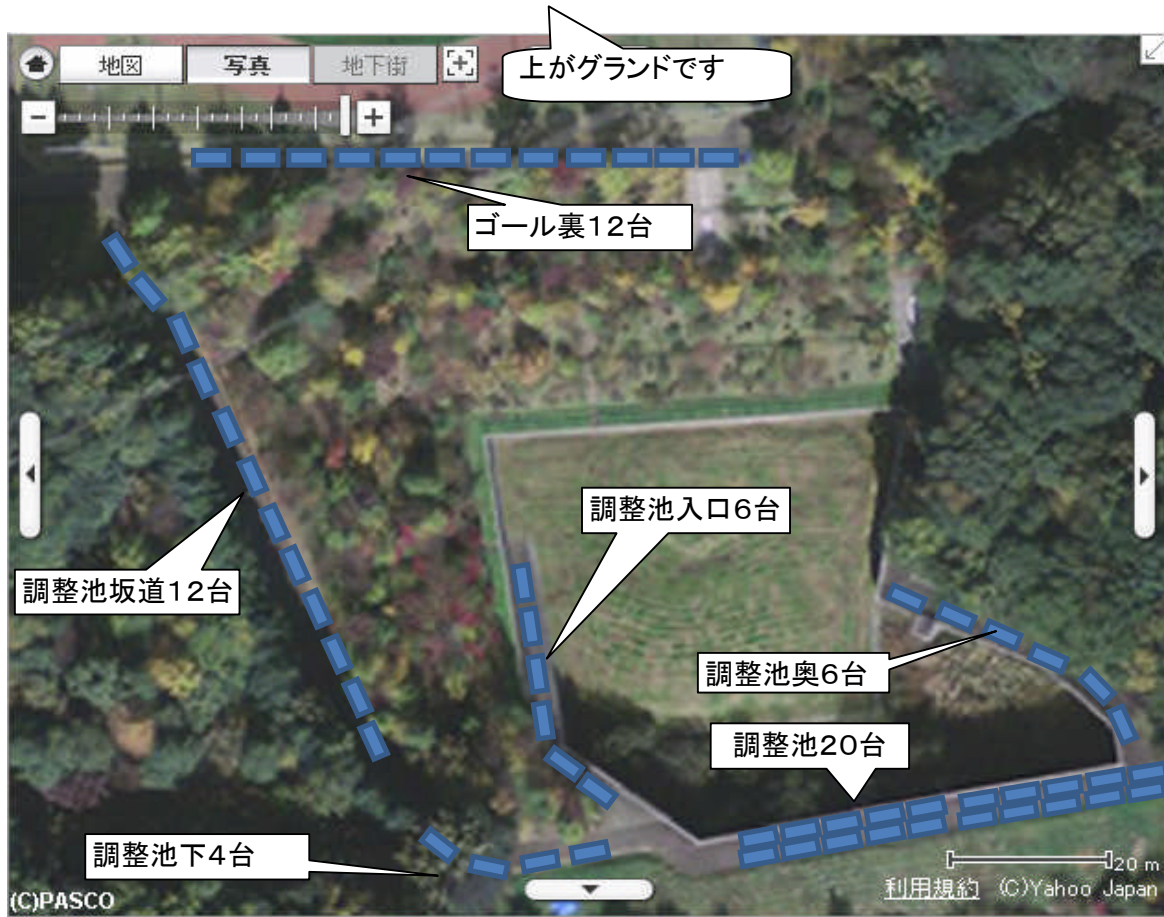 上がグランドです
地図
写真
地下街
ゴール裏12台
調整池入口6台
調整池坂道12台
調整池奥6台
調整池20台
調整池下4台
20 m
(C)PASCO
利用規約 (C)Yahoo Japan